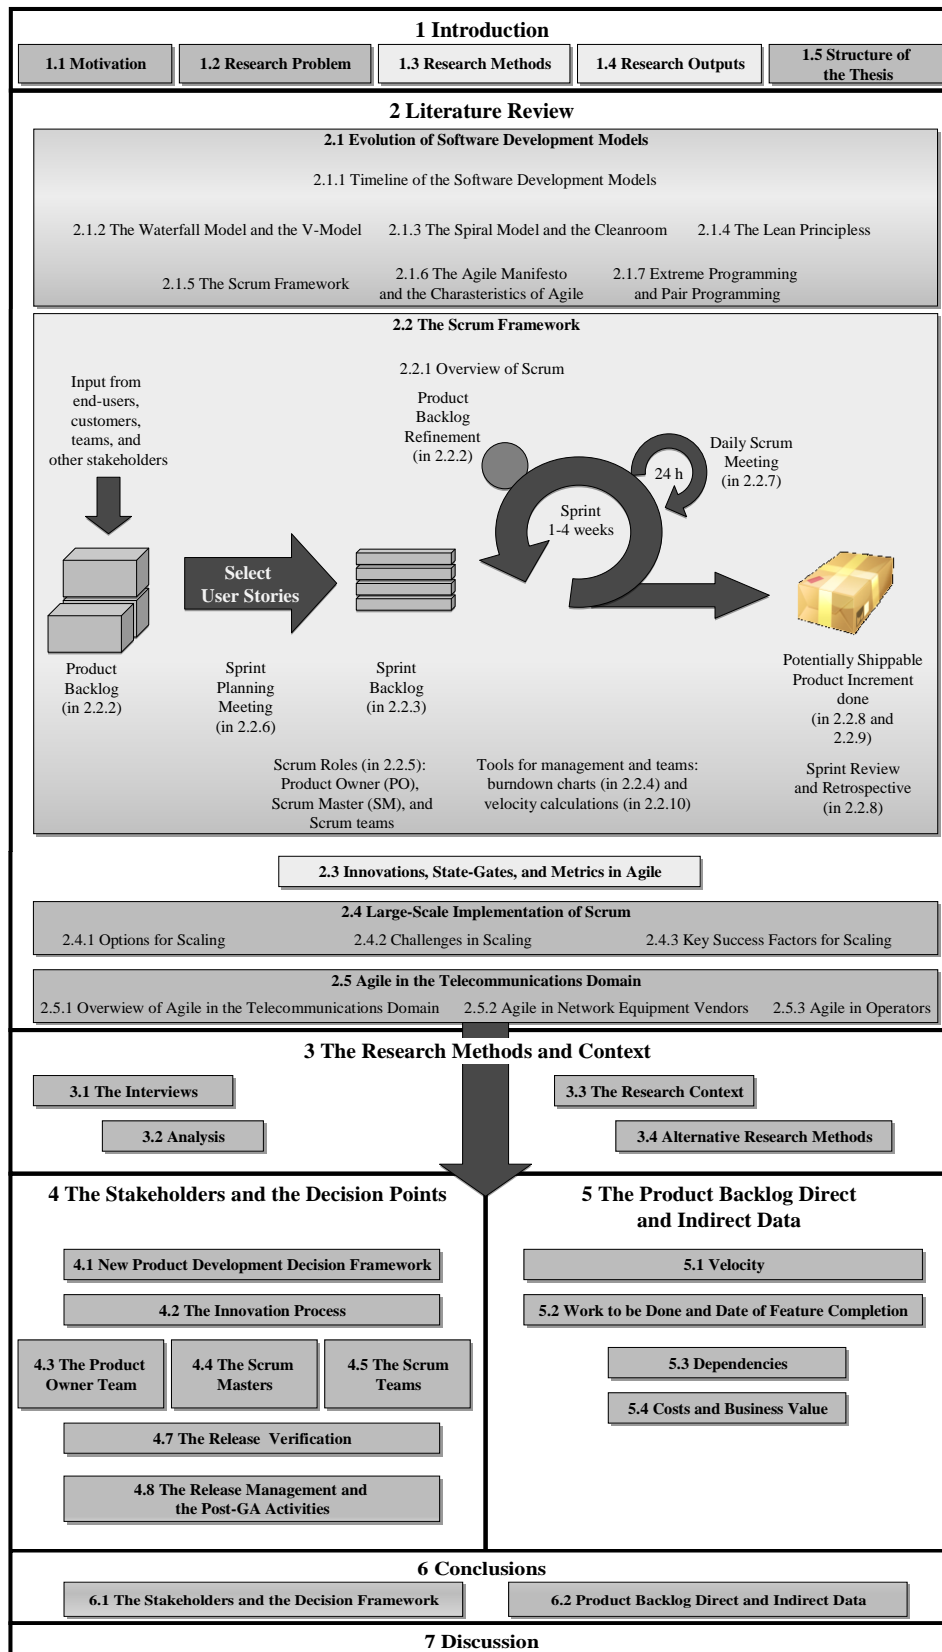 1 Introduction
1.1 Motivation
1.2 Research Problem
1.3 Research Methods
1.4 Research Outputs
1.5 Structure of
the Thesis
2 Literature Review
2.1 Evolution of Software Development Models
2.1.1 Timeline of the Software Development Models
2.1.2 The Waterfall Model and the V-Model
2.1.3 The Spiral Model and the Cleanroom
2.1.4 The Lean Principless
2.1.5 The Scrum Framework
2.1.6 The Agile Manifesto
and the Charasteristics of Agile
2.1.7 Extreme Programming
and Pair Programming
2.2 The Scrum Framework
2.2.1 Overview of Scrum
Input from
end-users,
customers,
teams, and
other stakeholders
Product
Backlog
Refinement
(in 2.2.2)
Daily Scrum
Meeting
(in 2.2.7)
24 h
Sprint
1-4 weeks
Select
User Stories
Product
Backlog
(in 2.2.2)
Sprint
Planning
Meeting
(in 2.2.6)
Sprint
Backlog
(in 2.2.3)
Potentially Shippable
Product Increment
done
(in 2.2.8 and
2.2.9)
Scrum Roles (in 2.2.5):
Product Owner (PO),
Scrum Master (SM), and
Scrum teams
Tools for management and teams:
burndown charts (in 2.2.4) and
velocity calculations (in 2.2.10)
Sprint Review
and Retrospective
(in 2.2.8)
2.3 Innovations, State-Gates, and Metrics in Agile
2.4 Large-Scale Implementation of Scrum
2.4.1 Options for Scaling
2.4.2 Challenges in Scaling
2.4.3 Key Success Factors for Scaling
2.5 Agile in the Telecommunications Domain
2.5.1 Overwiew of Agile in the Telecommunications Domain
2.5.2 Agile in Network Equipment Vendors
2.5.3 Agile in Operators
3 The Research Methods and Context
3.1 The Interviews
3.3 The Research Context
3.2 Analysis
3.4 Alternative Research Methods
4 The Stakeholders and the Decision Points
4.1 New Product Development Decision Framework
4.2 The Innovation Process
4.3 The Product
Owner Team
4.4 The Scrum
Masters
4.5 The Scrum
Teams
4.7 The Release Verification
4.8 The Release Management and
the Post-GA Activities
5 The Product Backlog Direct
and Indirect Data
5.1 Velocity
5.2 Work to be Done and Date of Feature Completion
5.3 Dependencies
5.4 Costs and Business Value
6 Conclusions
6.1 The Stakeholders and the Decision Framework
6.2 Product Backlog Direct and Indirect Data
7 Discussion